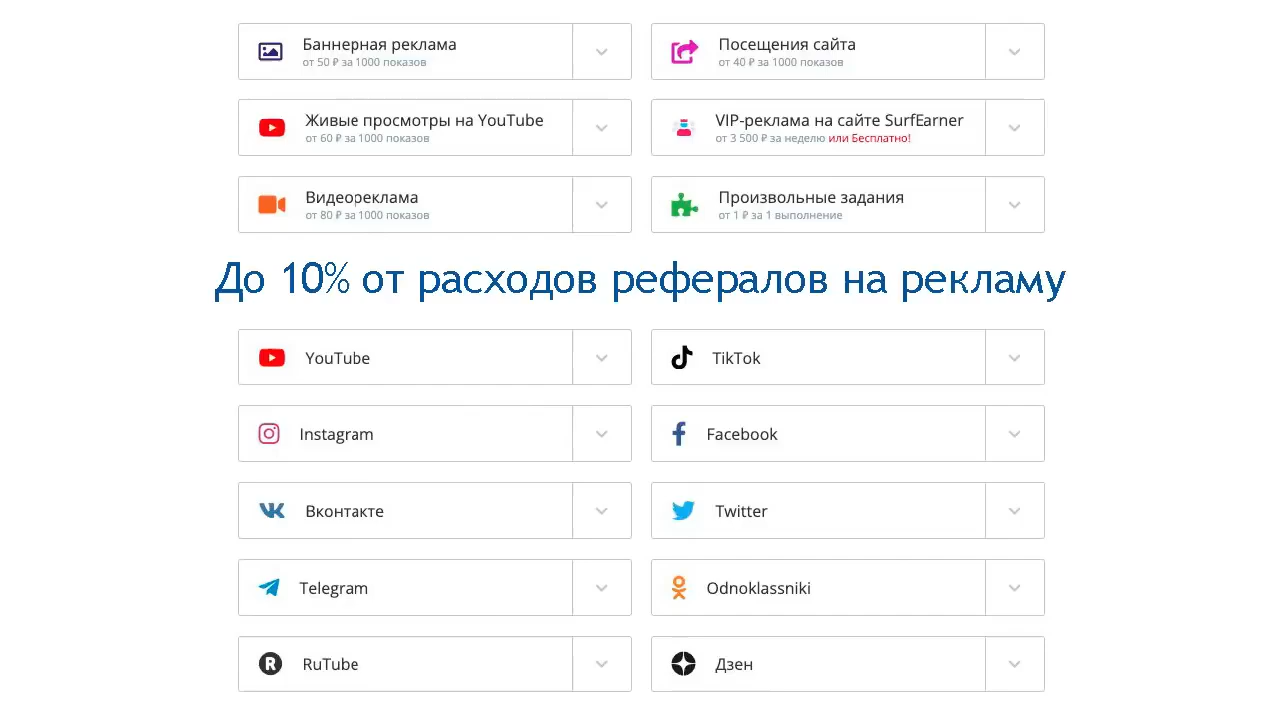 Баннерная реклама
от 50 ₽ за 1000 показов
Посещения сайта
от 40 ₽ за 1000 показов
Живые просмотры на YouTube
от 60 ₽ за 1000 показов
VIP-реклама на сайте SurfEarner
от 3 500 ₽ за неделю или Бесплатно!
Видеореклама
от 80 ₽ за 1000 показов
Произвольные задания
от 1 ₽ за 1 выполнение
До 10% от расходов рефералов на рекламу
YouTube
TikTok
Instagram
Facebook
Вконтакте
Twitter
Telegram
Odnoklassniki
RuTube
Дзен